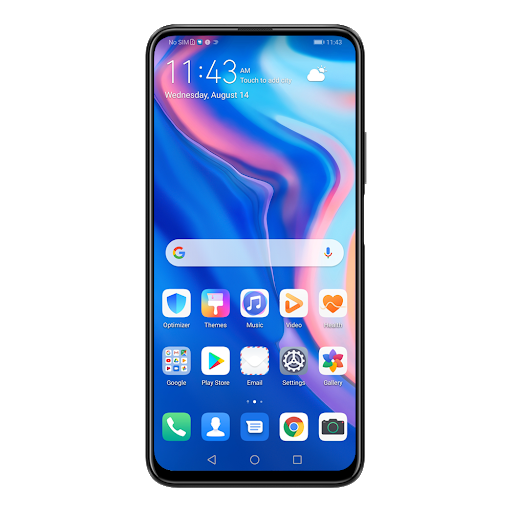 No SIM
11:43
11:43 AM
Touch to add city
Wednesday, August 14
Optimizer Themes Music Video Health
Google Play Store Email Settings Gallery